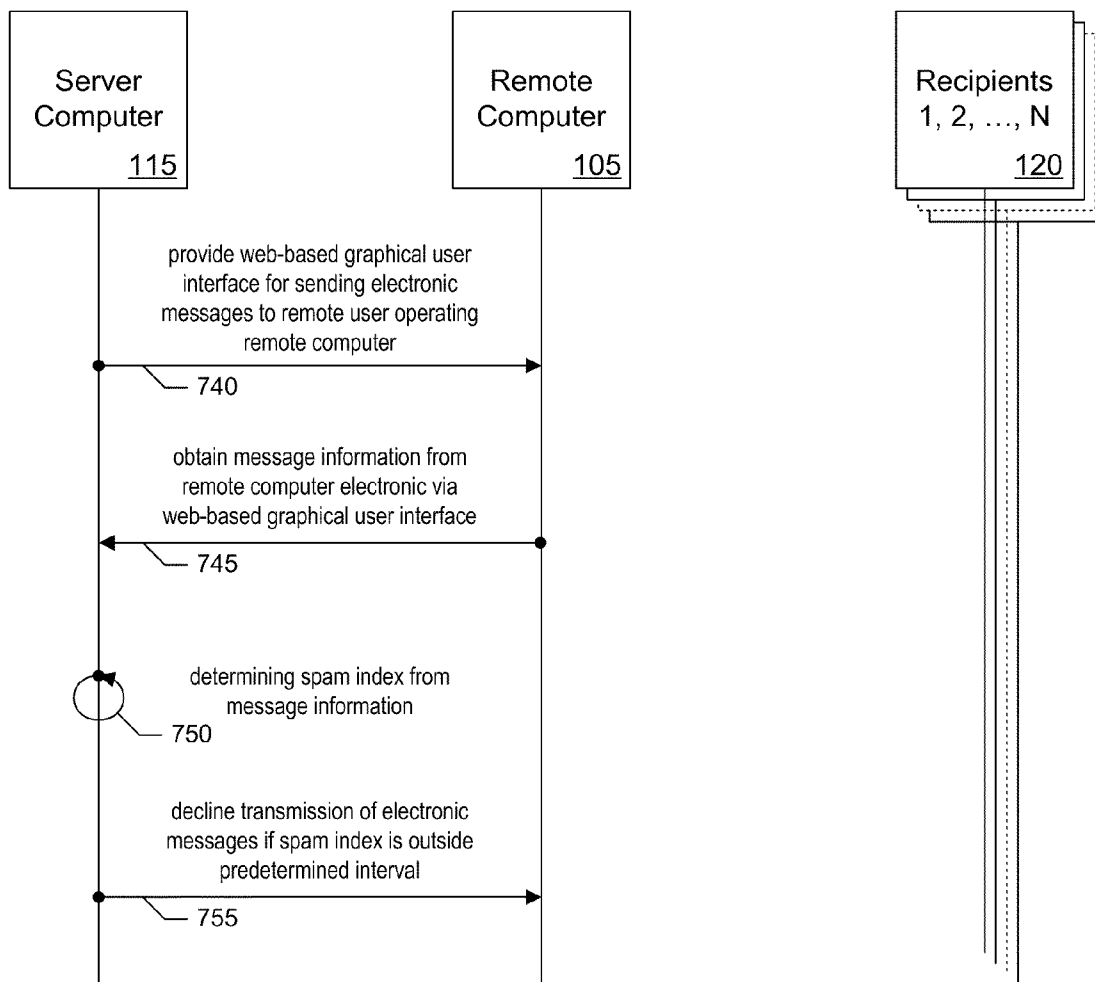 Server
Computer
115
Remote
Computer
105
Recipients
1, 2, ..., N
120
provide web-based graphical user
interface for sending electronic
messages to remote user operating
remote computer
740
obtain message information from
remote computer electronic via
web-based graphical user interface
745
determining spam index from
message information
750
decline transmission of electronic
messages if spam index is outside
predetermined interval
755